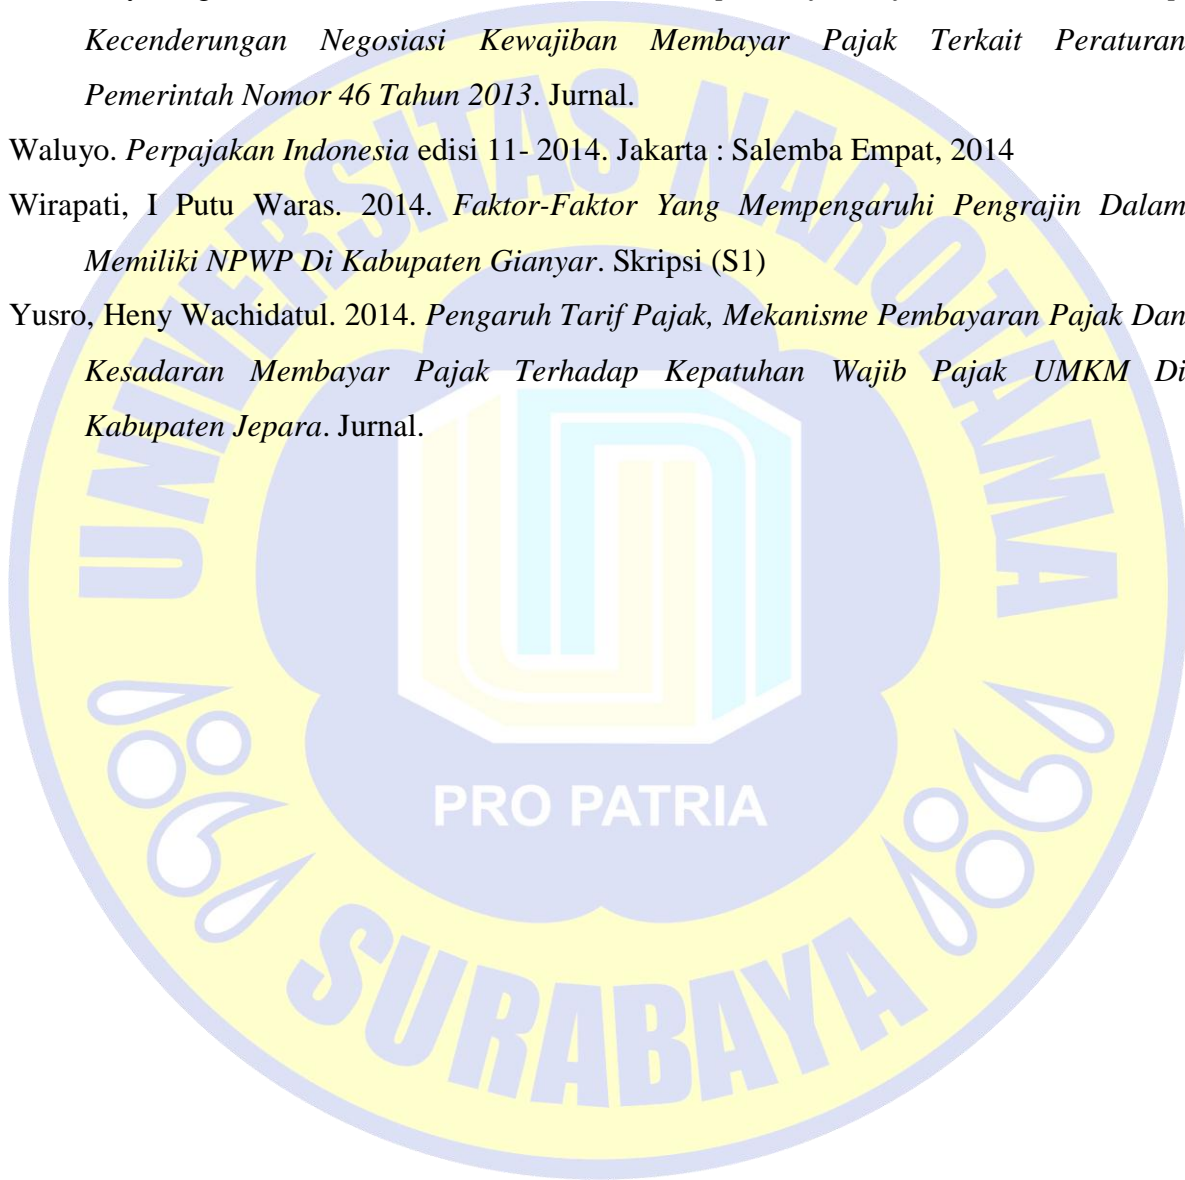 Kecenderungan Negosiasi Kewajiban Membayar Pajak Terkait Peraturan
Pemerintah Nomor 46 Tahun 2013. Jurnal.
Waluyo. Perpajakan Indonesia edisi 11- 2014. Jakarta : Salemba Empat, 2014
Wirapati, I Putu Waras. 2014. Faktor-Faktor Yang Mempengaruhi Pengrajin Dalam
Memiliki NPWP Di Kabupaten Gianyar. Skripsi (S1)
Yusro, Heny Wachidatul. 2014. Pengaruh Tarif Pajak, Mekanisme Pembayaran Pajak Dan
Kesadaran Membayar Pajak Terhadap Kepatuhan Wajib Pajak UMKM Di
Kabupaten Jepara. Jurnal.
UNIVERSITAS NAROTAMA
PRO PATRIA
SURABAYA